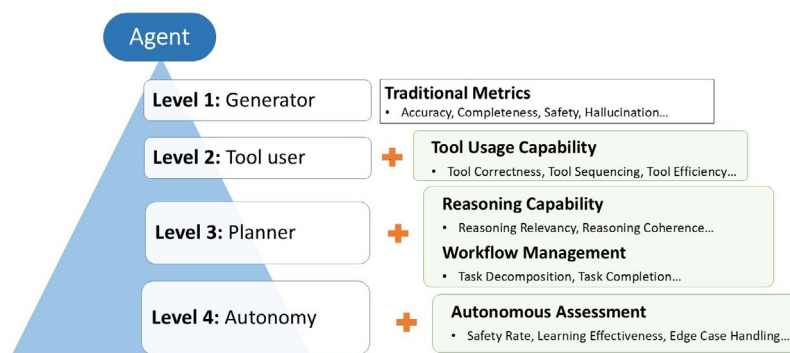 Agent
Level 1: Generator
Traditional Metrics
• Accuracy, Completeness, Safety, Hallucination...
Level 2: Tool user
Tool Usage Capability
• Tool Correctness, Tool Sequencing, Tool Efficiency...
Level 3: Planner
Reasoning Capability
• Reasoning Relevancy, Reasoning Coherence...
Workflow Management
• Task Decomposition, Task Completion...
Level 4: Autonomy
Autonomous Assessment
• Safety Rate, Learning Effectiveness, Edge Case Handling...